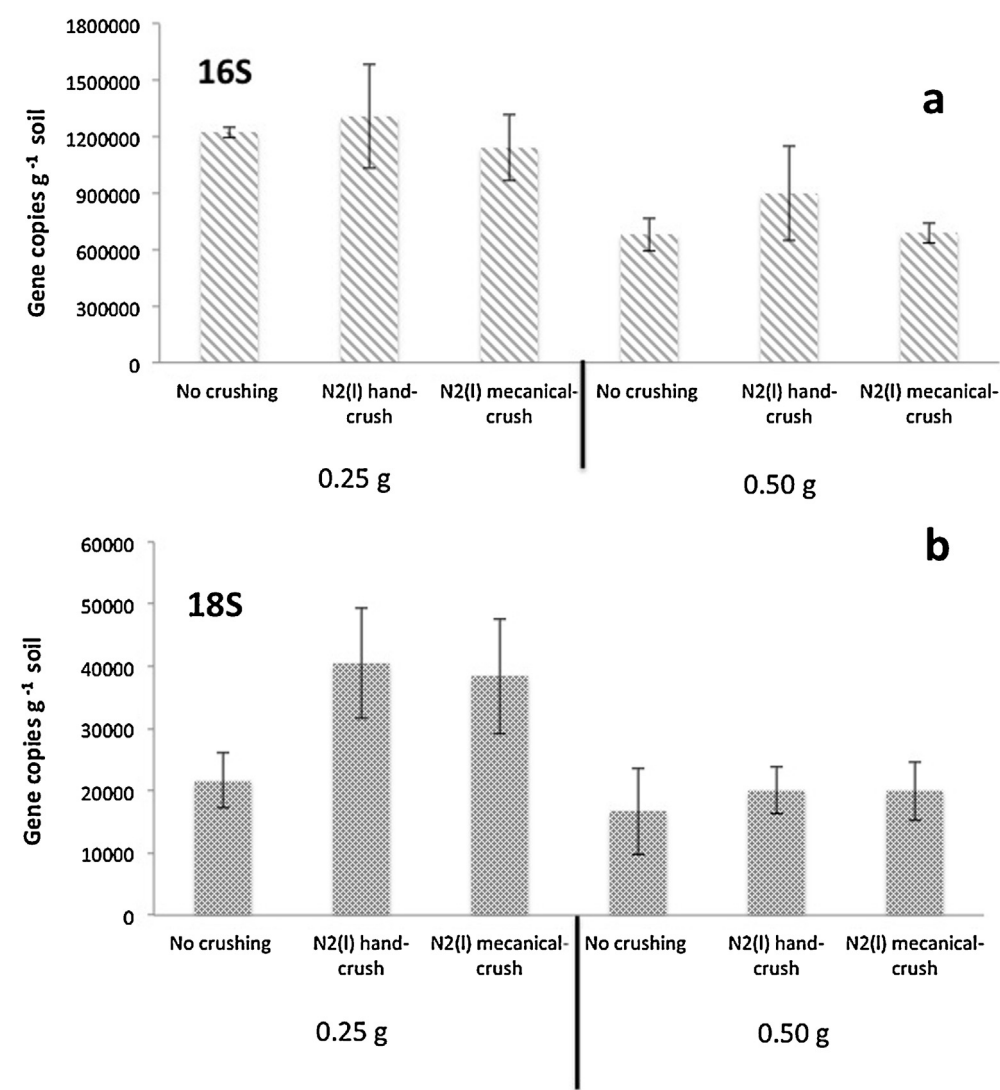 1800000
16S
a
1500000
1200000
900000
600000
300000
0
Gene copies g⁻¹ soil
No crushing
N2(l) hand-
crush
N2(l) mecanical-
crush
No crushing
N2(l) hand-
crush
N2(l) mecanical-
crush
0.25 g
0.50 g
b
60000
18S
50000
40000
30000
20000
10000
0
Gene copies g⁻¹ soil
No crushing
N2(l) hand-
crush
N2(l) mecanical-
crush
No crushing
N2(l) hand-
crush
N2(l) mecanical-
crush
0.25 g
0.50 g